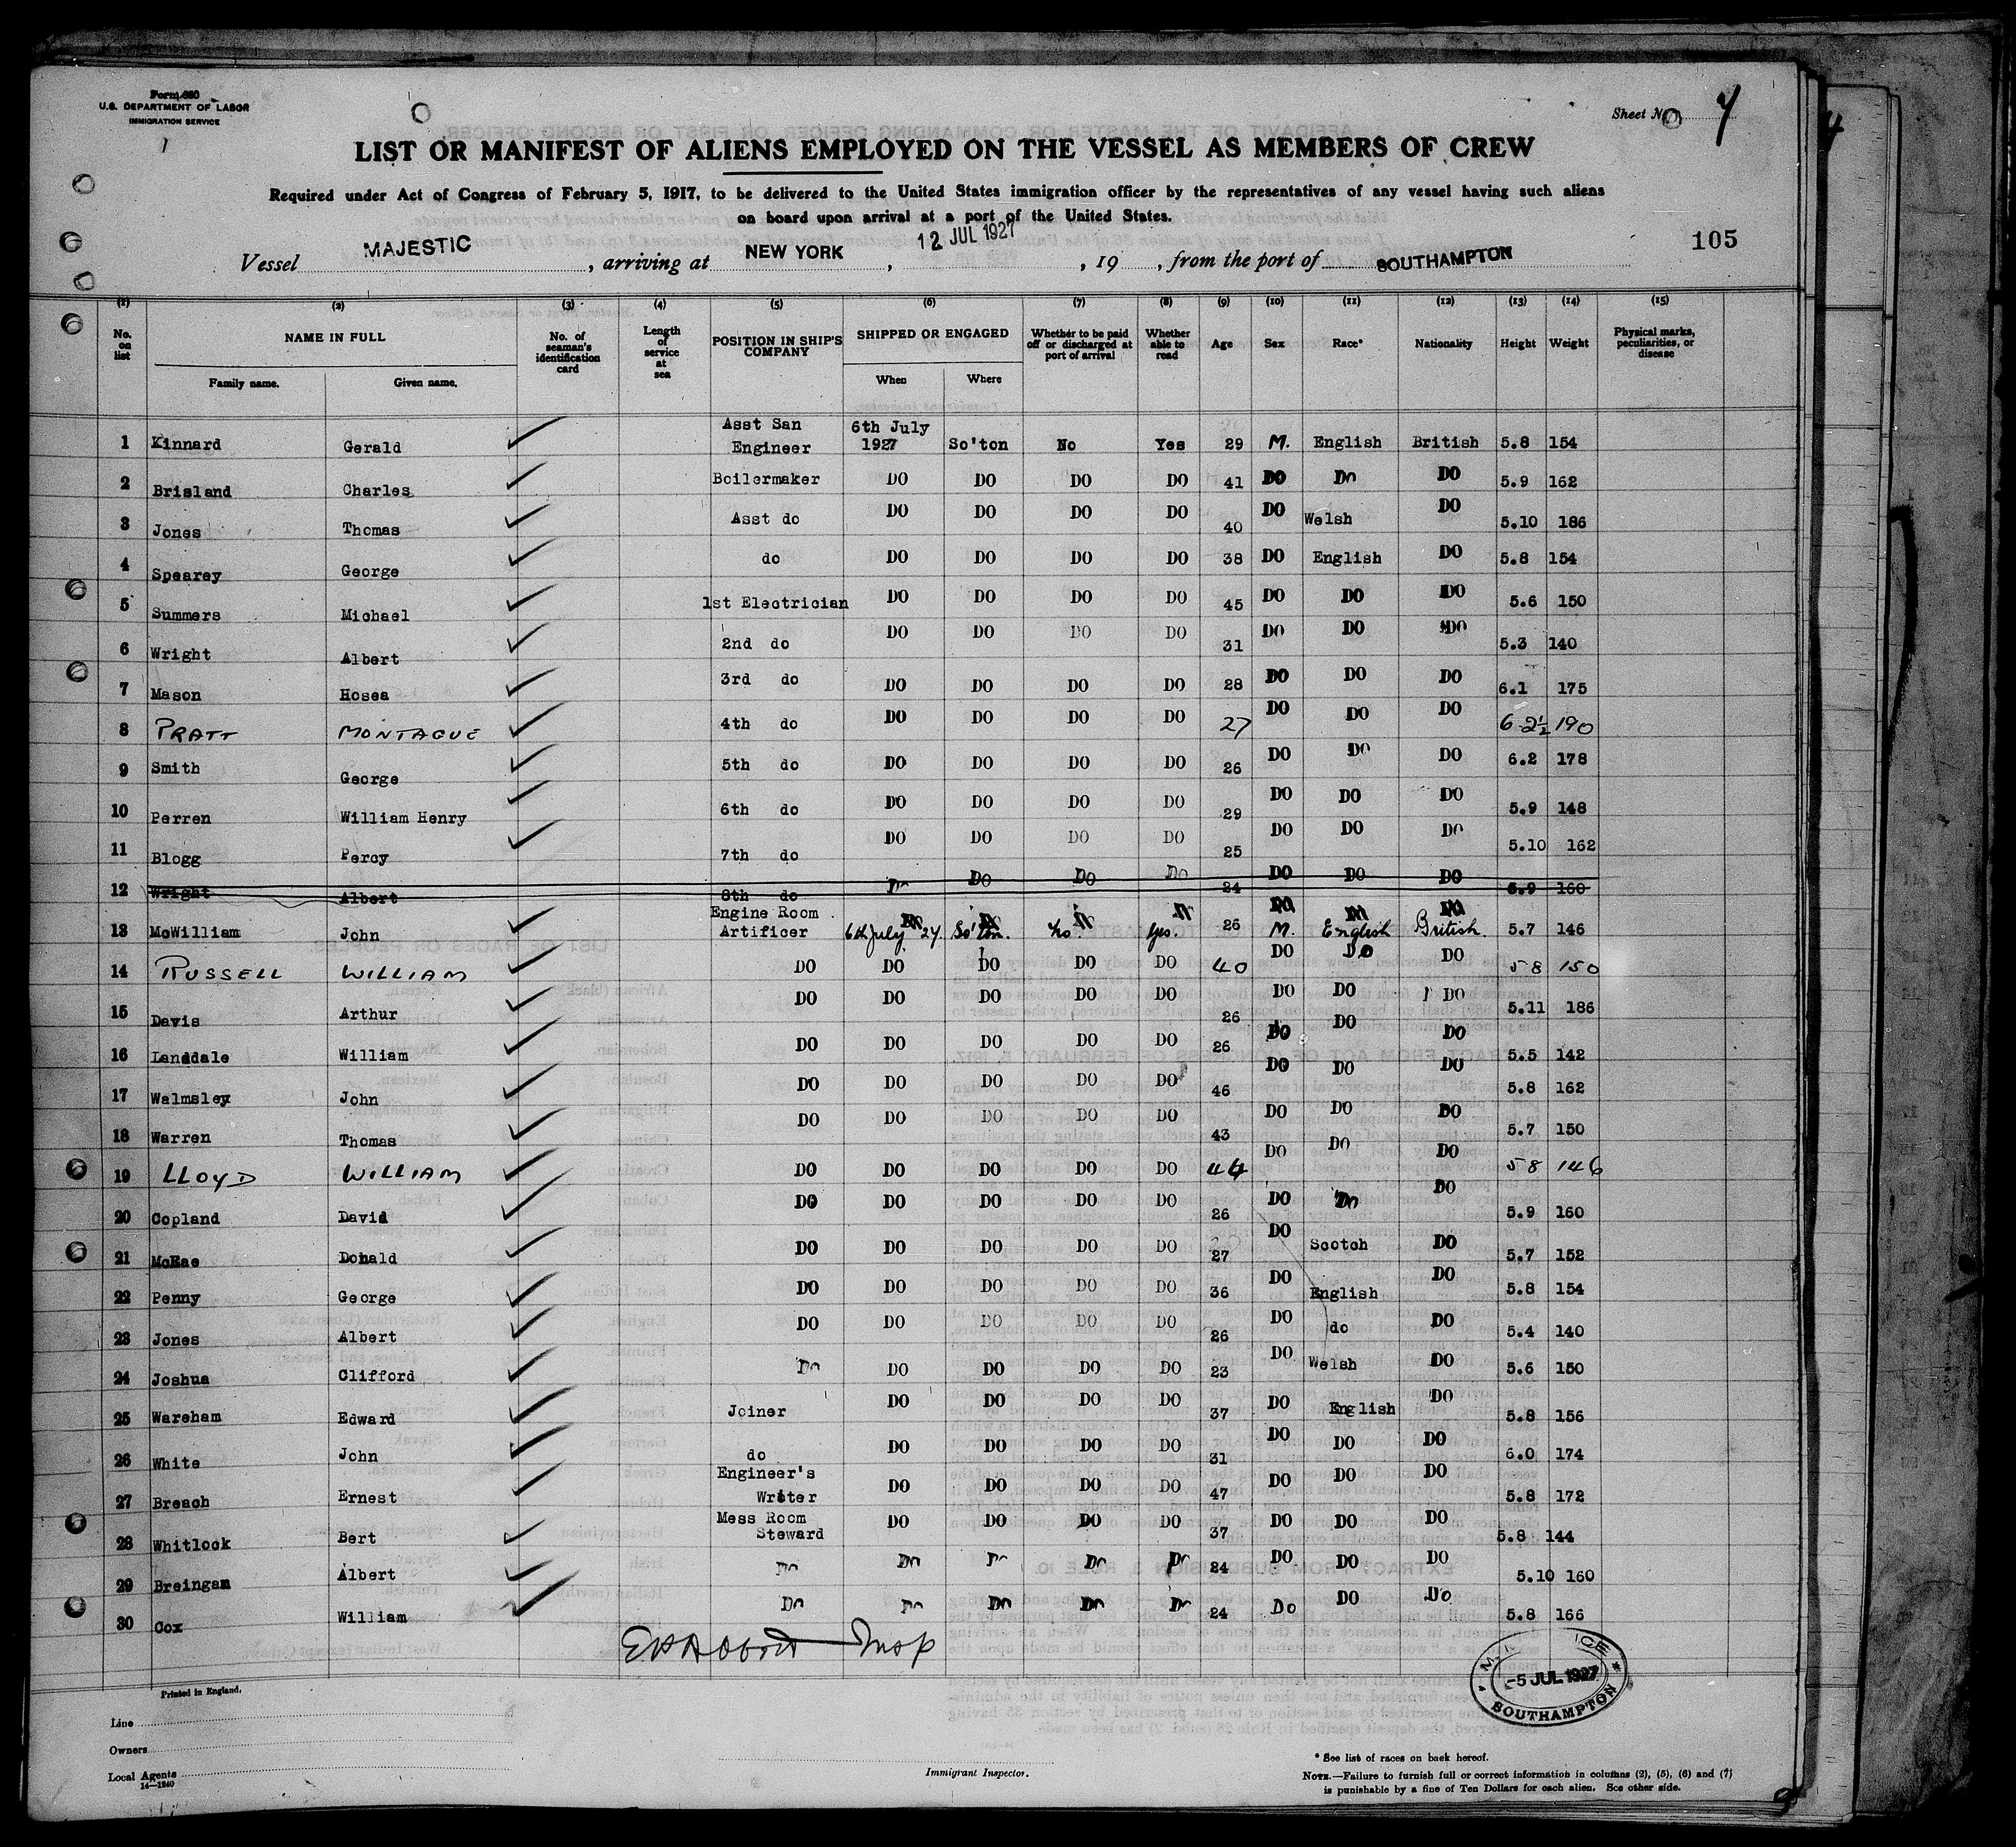 Form 680
U.S. DEPARTMENT OF LABOR
IMMIGRATION SERVICE
Sheet No. 4
LIST OR MANIFEST OF ALIENS EMPLOYED ON THE VESSEL AS MEMBERS OF CREW
Required under Act of Congress of February 5, 1917, to be delivered to the United States immigration officer by the representatives of any vessel having such aliens
on board upon arrival at a port of the United States.
105
Vessel MAJESTIC, arriving at NEW YORK, 12 JUL 1927, 19, from the port of SOUTHAMPTON
(1) (2) (3) (4) (5) (6) (7) (8) (9) (10) (11) (12) (13) (14) (15)
No. on list NAME IN FULL Family name. Given name. No. of seaman's identification card Length of service at sea POSITION IN SHIP'S COMPANY SHIPPED OR ENGAGED When Where Whether to be paid off or discharged at port of arrival Whether able to read Age Sex Race* Nationality Height Weight Physical marks, peculiarities, or disease
1 Kinnard Gerald Asst San Engineer 6th July 1927 So'ton No Yes 29 M. English British 5.8 154
2 Brisland Charles Boilermaker DO DO DO DO 41 DO DO DO 5.9 162
3 Jones Thomas Asst do DO DO DO DO 40 DO Welsh DO 5.10 186
4 Spearey George do DO DO DO DO 38 DO English DO 5.8 154
5 Summers Michael 1st Electrician DO DO DO DO 45 DO DO DO 5.6 150
6 Wright Albert 2nd do DO DO DO DO 31 DO DO DO 5.3 140
7 Mason Hosea 3rd do DO DO DO DO 28 DO DO DO 6.1 175
8 PRATT MONTAGUE 4th do DO DO DO DO 27 DO DO DO 6 2½ 190
9 Smith George 5th do DO DO DO DO 26 DO DO DO 6.2 178
10 Perren William Henry 6th do DO DO DO DO 29 DO DO DO 5.9 148
11 Blogg Percy 7th do DO DO DO DO 25 DO DO DO 5.10 162
12 Wright Albert 8th do DO DO DO DO 24 DO DO DO 5.9 160
13 McWilliam John Engine Room Artificer 6th July 27. So'ton. No. Yes. 26 M. English British. 5.7 146
14 RUSSELL WILLIAM DO DO DO DO DO 40 DO DO DO 5 8 150
15 Davis Arthur DO DO DO DO DO 26 DO DO DO 5.11 186
16 Landdale William DO DO DO DO DO 26 DO DO DO 5.5 142
17 Walmsley John DO DO DO DO DO 46 DO DO DO 5.8 162
18 Warren Thomas DO DO DO DO DO 43 DO DO DO 5.7 150
19 LLOYD WILLIAM DO DO DO DO DO 44 DO DO DO 5 8 146
20 Copland David DO DO DO DO DO 26 DO DO DO 5.9 160
21 McRae Donald DO DO DO DO DO 27 DO Scotch DO 5.7 152
22 Penny George DO DO DO DO DO 36 DO English DO 5.8 154
23 Jones Albert DO DO DO DO DO 26 DO do DO 5.4 140
24 Joshua Clifford DO DO DO DO DO 23 DO Welsh DO 5.6 150
25 Wareham Edward Joiner DO DO DO DO 37 DO English DO 5.8 156
26 White John do DO DO DO DO 31 DO DO DO 6.0 174
27 Breach Ernest Engineer's Writer DO DO DO DO 47 DO DO DO 5.8 172
28 Whitlock Bert Mess Room Steward DO DO DO DO 37 DO DO DO 5.8 144
29 Breingan Albert DO DO DO DO DO 24 DO DO DO 5.10 160
30 Cox William DO DO DO DO DO 24 DO DO DO 5.8 166
Insp
-5 JUL 1927
SOUTHAMPTON
Printed in England.
Line
Owners
Local Agents
14—1240
Immigrant Inspector.
* See list of races on back hereof.
NOTE.—Failure to furnish full or correct information in columns (2), (5), (6) and (7)
is punishable by a fine of Ten Dollars for each alien. See other side.